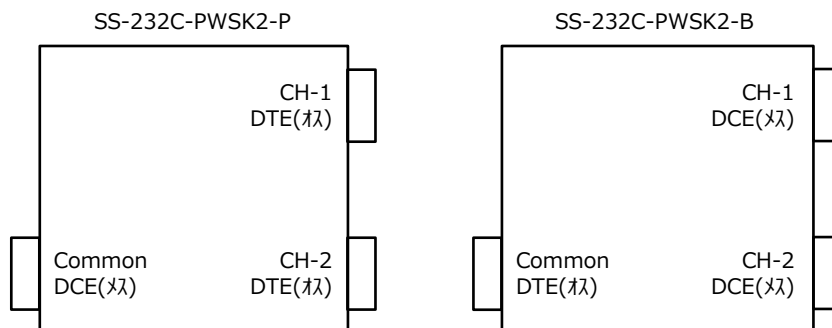 SS-232C-PWSK2-P
CH-1
DTE(ｵｽ)
Common
DCE(ﾒｽ)
CH-2
DTE(ｵｽ)
SS-232C-PWSK2-B
CH-1
DCE(ﾒｽ)
Common
DTE(ｵｽ)
CH-2
DCE(ﾒｽ)